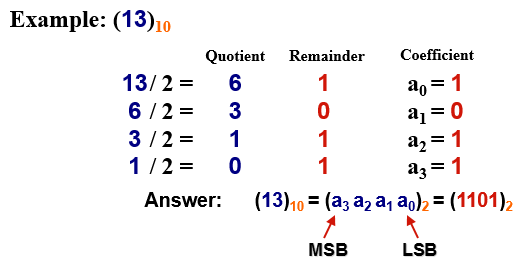 Example: (13)₁₀
Quotient Remainder Coefficient
13 / 2 = 6 1 a₀ = 1
6 / 2 = 3 0 a₁ = 0
3 / 2 = 1 1 a₂ = 1
1 / 2 = 0 1 a₃ = 1
Answer: (13)₁₀ = (a₃ a₂ a₁ a₀)₂ = (1101)₂
MSB LSB